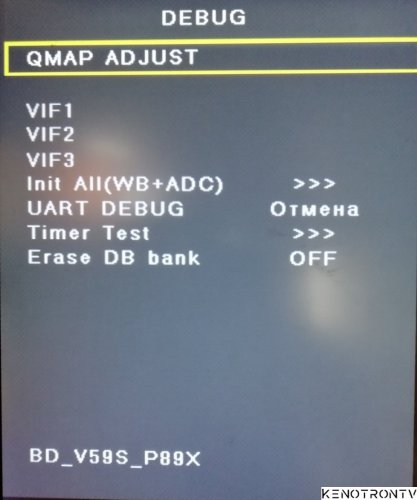 DEBUG
QMAP ADJUST
VIF1
VIF2
VIF3
Init All(WB+ADC) >>>
UART DEBUG Отмена
Timer Test >>>
Erase DB bank OFF
BD_V59S_P89X
KENOTRONTV